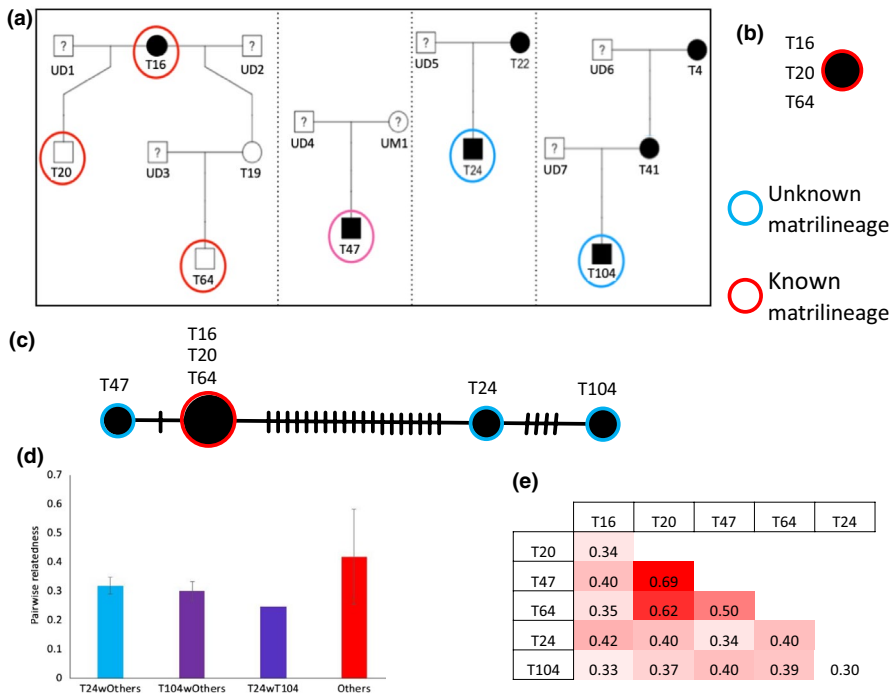 (a)
? ? ? ?
UD1 T16 UD2 UD5 T22 UD6 T4
? ? ? ?
T20 UD3 T19 UD4 UM1 T24 UD7 T41
T64 T47 T104
(b)
T16
T20
T64
Unknown
matrilineage
Known
matrilineage
(c)
T16
T20
T64
T47 T24 T104
(d)
0.7
0.6
0.5
0.4
0.3
0.2
0.1
0
Pairwise relatedness
T24wOthers T104wOthers T24wT104 Others
(e)
T16 T20 T47 T64 T24
T20 0.34
T47 0.40 0.69
T64 0.35 0.62 0.50
T24 0.42 0.40 0.34 0.40
T104 0.33 0.37 0.40 0.39 0.30